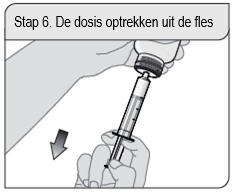 Stap 6. De dosis optrekken uit de fles